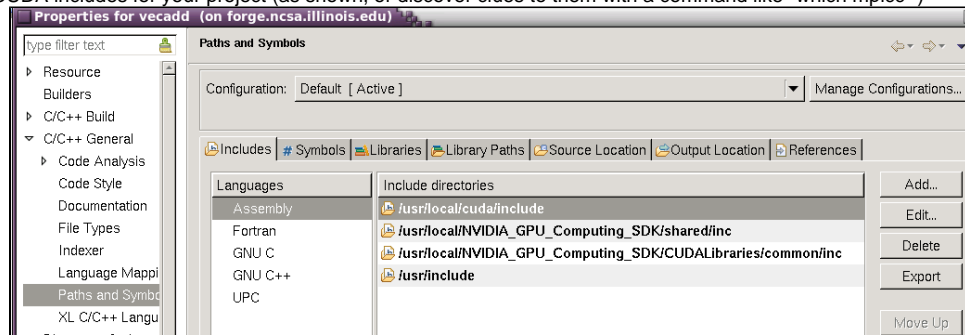 CUDA includes for your project (as shown, or discover clues to them with a command like "which mpicc")
Properties for vecadd (on forge.ncsa.illinois.edu)
type filter text
Paths and Symbols
Resource
Builders
C/C++ Build
C/C++ General
Code Analysis
Code Style
Documentation
File Types
Indexer
Language Mappi
Paths and Symbo
XL C/C++ Langu
Configuration: Default [ Active ]
Manage Configurations...
Includes # Symbols Libraries Library Paths Source Location Output Location References
Languages
Assembly
Fortran
GNU C
GNU C++
UPC
Include directories
/usr/local/cuda/include
/usr/local/NVIDIA_GPU_Computing_SDK/shared/inc
/usr/local/NVIDIA_GPU_Computing_SDK/CUDALibraries/common/inc
/usr/include
Add...
Edit...
Delete
Export
Move Up